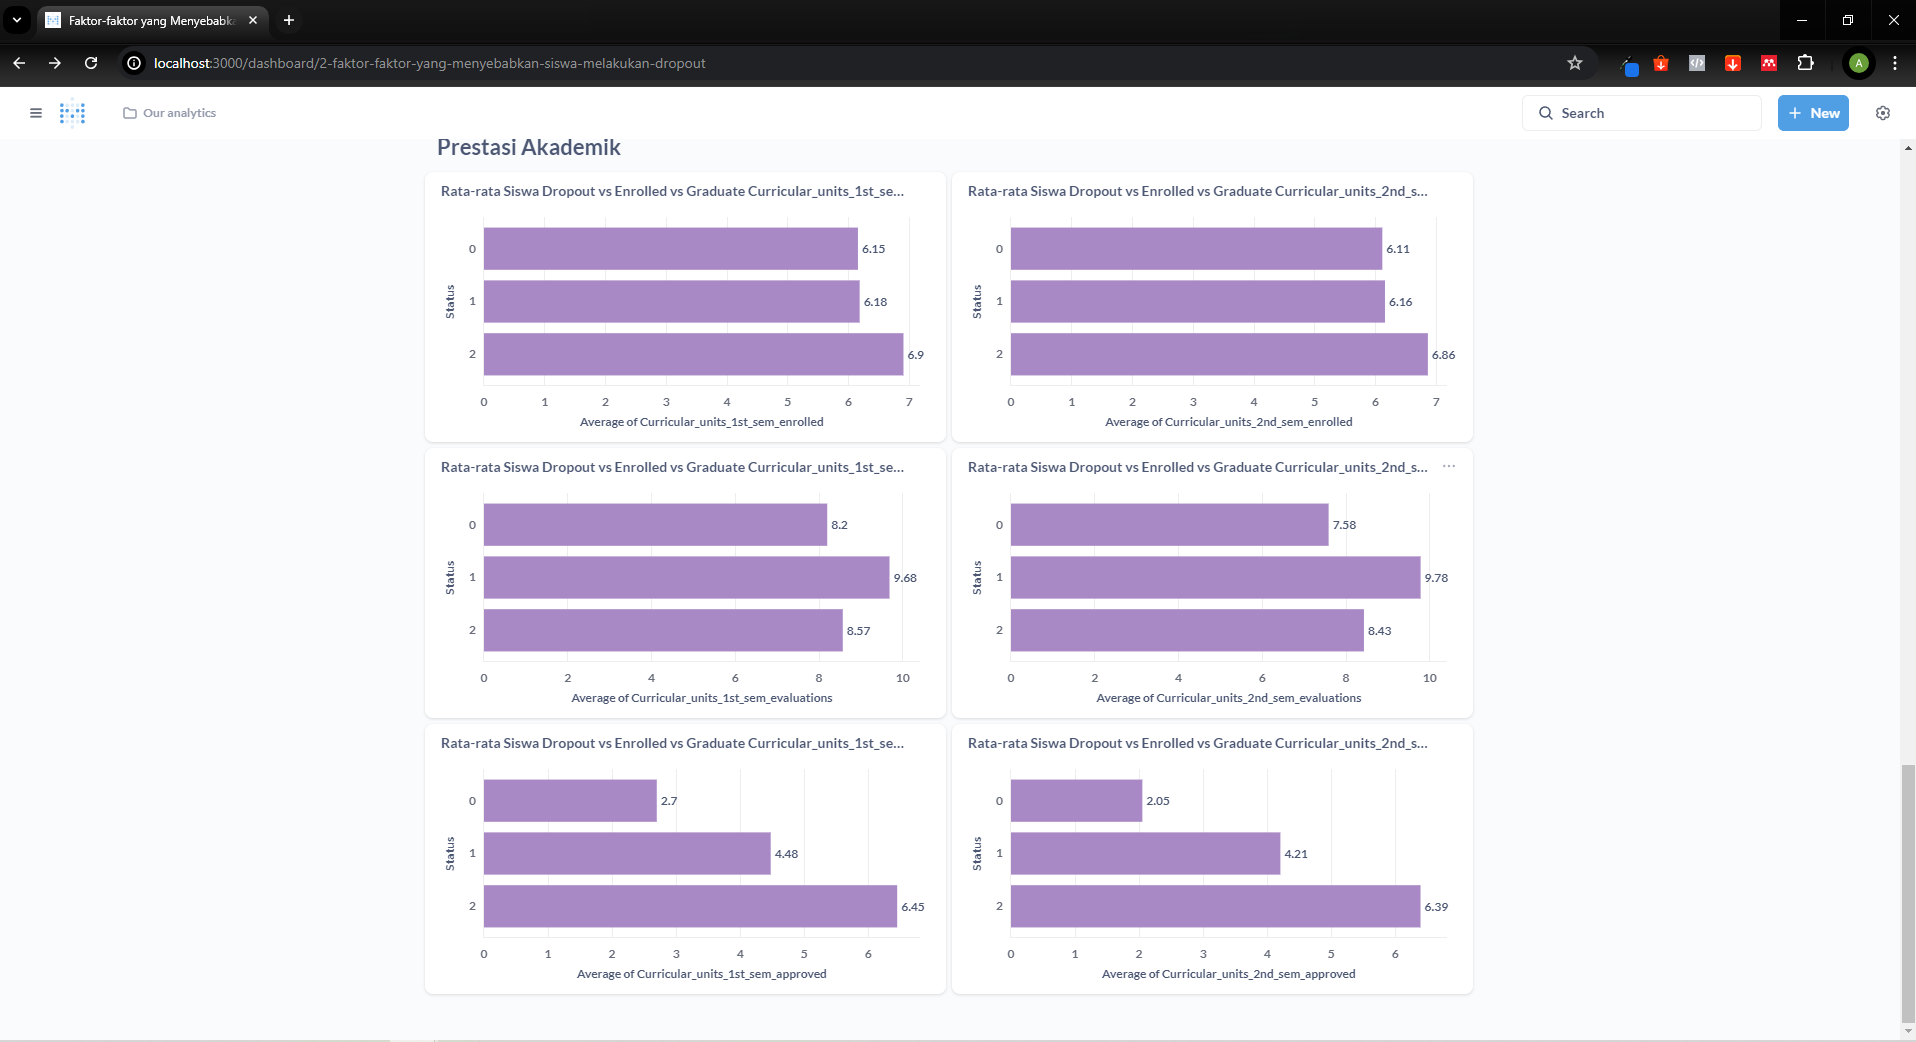 Faktor-faktor yang Menyebabka
localhost:3000/dashboard/2-faktor-faktor-yang-menyebabkan-siswa-melakukan-dropout
A
Our analytics
Search
New
Prestasi Akademik
Rata-rata Siswa Dropout vs Enrolled vs Graduate Curricular_units_1st_se...
Status
0
6.15
1
6.18
2
6.9
0 1 2 3 4 5 6 7
Average of Curricular_units_1st_sem_enrolled
Rata-rata Siswa Dropout vs Enrolled vs Graduate Curricular_units_2nd_s...
Status
0
6.11
1
6.16
2
6.86
0 1 2 3 4 5 6 7
Average of Curricular_units_2nd_sem_enrolled
Rata-rata Siswa Dropout vs Enrolled vs Graduate Curricular_units_1st_se...
Status
0
8.2
1
9.68
2
8.57
0 2 4 6 8 10
Average of Curricular_units_1st_sem_evaluations
Rata-rata Siswa Dropout vs Enrolled vs Graduate Curricular_units_2nd_s...
Status
0
7.58
1
9.78
2
8.43
0 2 4 6 8 10
Average of Curricular_units_2nd_sem_evaluations
Rata-rata Siswa Dropout vs Enrolled vs Graduate Curricular_units_1st_se...
Status
0
2.7
1
4.48
2
6.45
0 1 2 3 4 5 6
Average of Curricular_units_1st_sem_approved
Rata-rata Siswa Dropout vs Enrolled vs Graduate Curricular_units_2nd_s...
Status
0
2.05
1
4.21
2
6.39
0 1 2 3 4 5 6
Average of Curricular_units_2nd_sem_approved